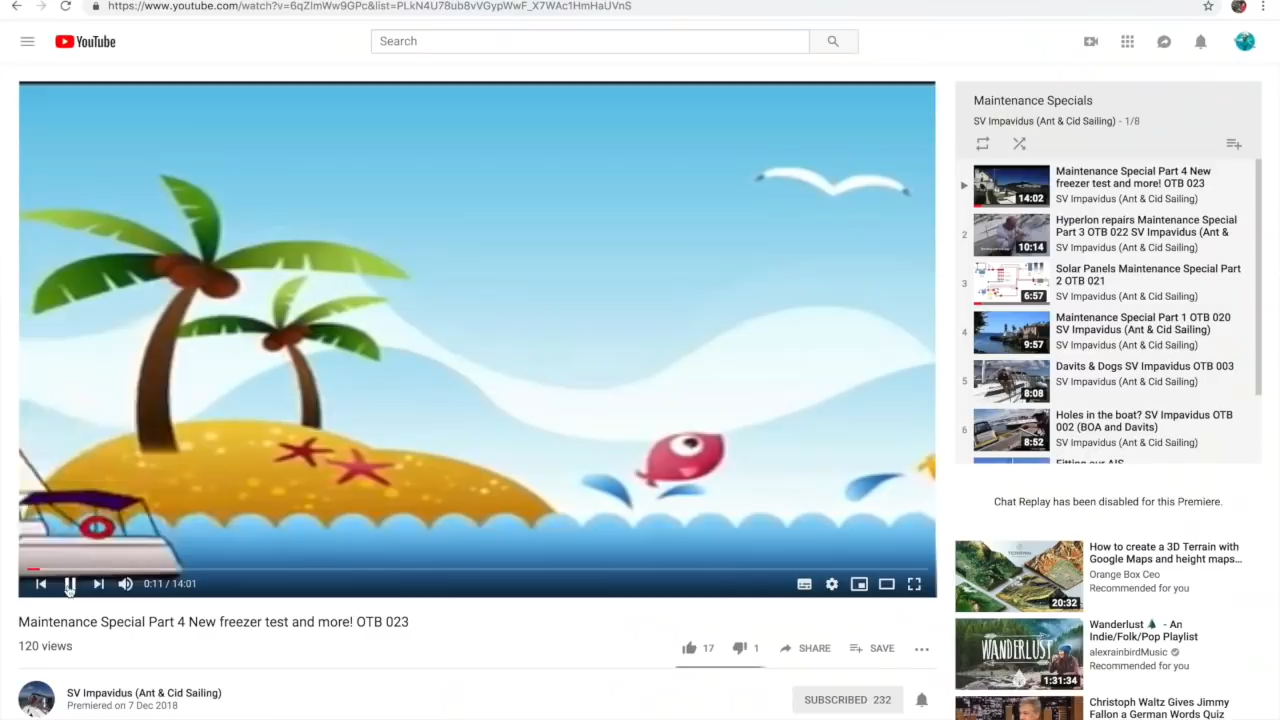 https://www.youtube.com/watch?v=6qZlmWw9GPc&list=PLkN4U78ub8vVGypWwF_X7WAc1HmHaUVnS
YouTube
Search
Maintenance Specials
SV Impavidus (Ant & Cid Sailing) - 1/8
Maintenance Special Part 4 New
freezer test and more! OTB 023
SV Impavidus (Ant & Cid Sailing)
14:02
2
Hyperlon repairs Maintenance Special
Part 3 OTB 022 SV Impavidus (Ant &
SV Impavidus (Ant & Cid Sailing)
10:14
3
Solar Panels Maintenance Special Part
2 OTB 021
SV Impavidus (Ant & Cid Sailing)
6:57
4
Maintenance Special Part 1 OTB 020
SV Impavidus (Ant & Cid Sailing)
SV Impavidus (Ant & Cid Sailing)
9:57
5
Davits & Dogs SV Impavidus OTB 003
SV Impavidus (Ant & Cid Sailing)
8:08
6
Holes in the boat? SV Impavidus OTB
002 (BOA and Davits)
SV Impavidus (Ant & Cid Sailing)
8:52
Fitting our AIS
Chat Replay has been disabled for this Premiere.
0:11 / 14:01
Maintenance Special Part 4 New freezer test and more! OTB 023
120 views
17
1
SHARE
SAVE
SV Impavidus (Ant & Cid Sailing)
Premiered on 7 Dec 2018
SUBSCRIBED 232
How to create a 3D Terrain with
Google Maps and height maps...
Orange Box Ceo
Recommended for you
20:32
Wanderlust 🌲 - An
Indie/Folk/Pop Playlist
alexrainbirdMusic
Recommended for you
WANDERLUST
1:31:34
Christoph Waltz Gives Jimmy
Fallon a German Words Quiz